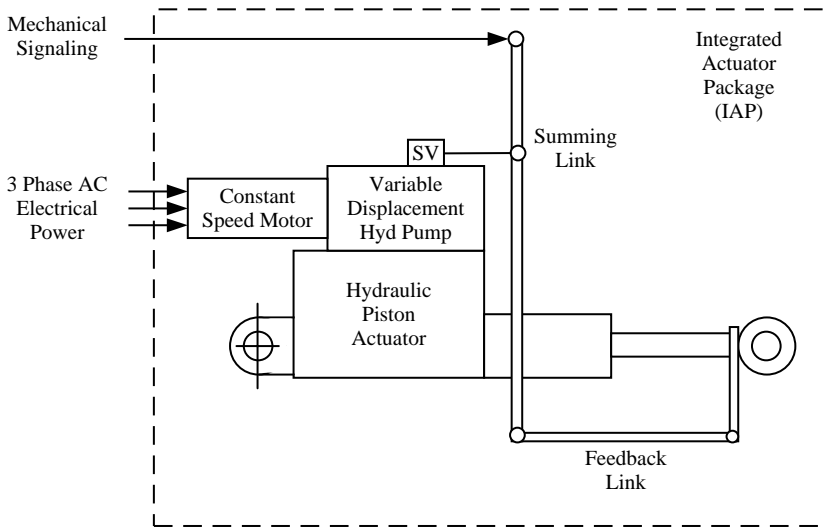 Mechanical
Signaling
Integrated
Actuator
Package
(IAP)
SV
Summing
Link
3 Phase AC
Electrical
Power
Constant
Speed Motor
Variable
Displacement
Hyd Pump
Hydraulic
Piston
Actuator
Feedback
Link